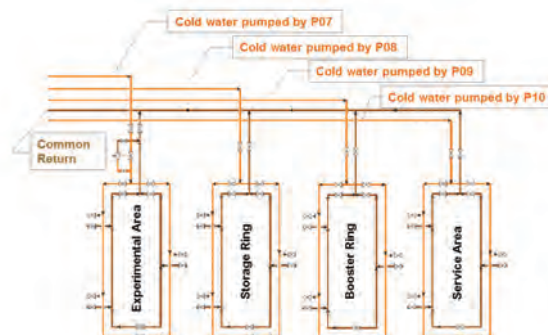 Cold water pumped by P07
Cold water pumped by P08
Cold water pumped by P09
Cold water pumped by P10
Common
Return
Experimental Area
Storage Ring
Booster Ring
Service Area